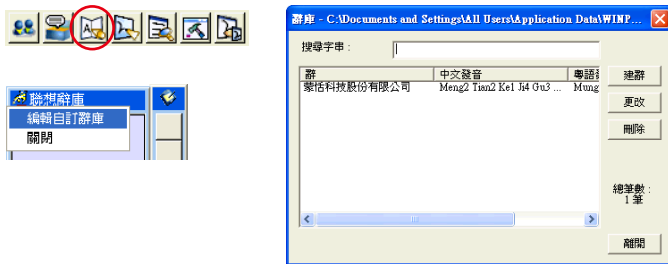 聯想辭庫
編輯自訂辭庫
關閉
辭庫 - C:\Documents and Settings\All Users\Application Data\WINP...
搜尋字串：
辭 中文發音 粵語
蒙恬科技股份有限公司 Meng2 Tian2 Ke1 Ji4 Gu3 ... Mung
建辭
更改
刪除
總筆數：
1 筆
離開